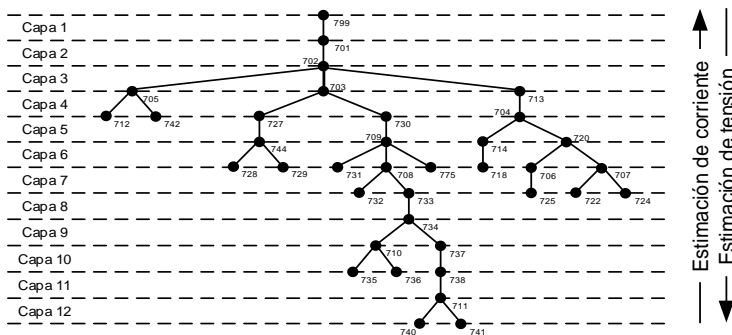 799
Capa 1
701
Capa 2
702
Capa 3
705
703
713
Capa 4
712
742
727
730
704
Capa 5
744
709
714
720
Capa 6
728
729
731
708
775
718
706
707
Capa 7
732
733
725
722
724
Capa 8
734
Capa 9
710
737
Capa 10
735
736
738
Capa 11
711
Capa 12
740
741
Estimación de corriente
Estimación de tensión